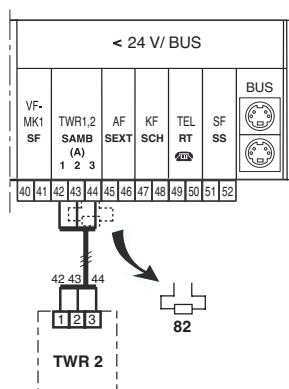 < 24 V/ BUS
BUS
VF-
MK1
SF
TWR1,2
SAMB
(A)
1 2 3
AF
SEXT
KF
SCH
TEL
RT
SF
SS
40 41 42 43 44 45 46 47 48 49 50 51 52
42 43 44
1 2 3
82
TWR 2